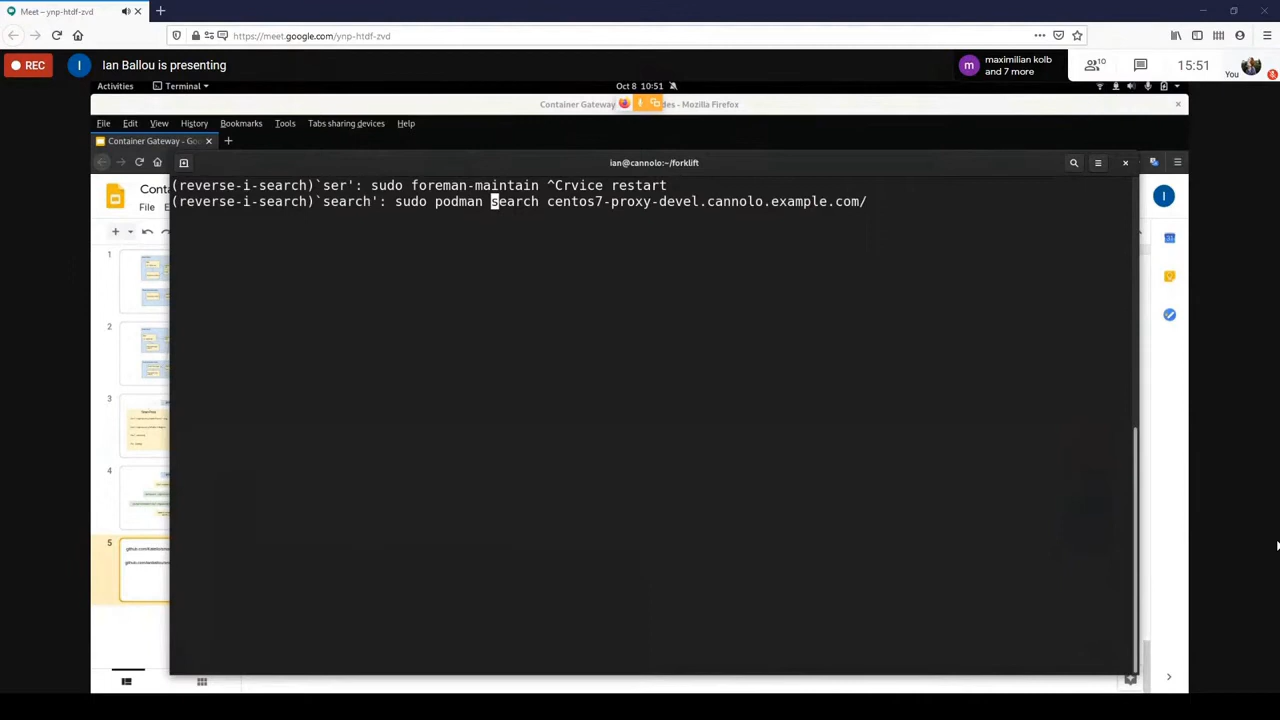 Meet – ynp-htdf-zvd
https://meet.google.com/ynp-htdf-zvd
REC
I
Ian Ballou is presenting
m
maximilian kolb
and 7 more
10
15:51
You
Activities
Terminal
Oct 8 10:51
Container Gateway
des - Mozilla Firefox
File Edit View History Bookmarks Tools Tabs sharing devices Help
Container Gateway - Goo
ian@cannolo:~/forklift
Conta
File
I
(reverse-i-search)`ser': sudo foreman-maintain ^Crvice restart
(reverse-i-search)`search': sudo podman search centos7-proxy-devel.cannolo.example.com/
31
1
2
3
4
5